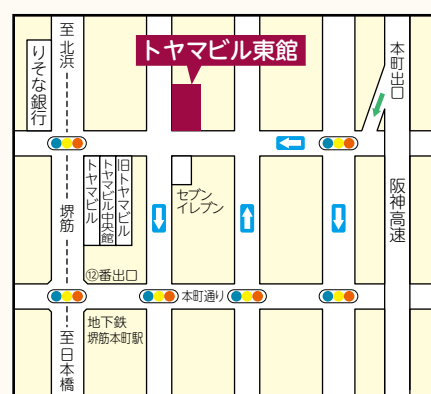 至北浜
りそな銀行
トヤマビル東館
本町出口
阪神高速
堺筋
トヤマビル
トヤマビル中央館
旧トヤマビル
セブン
イレブン
⑫番出口
本町通り
地下鉄
堺筋本町駅
至日本橋